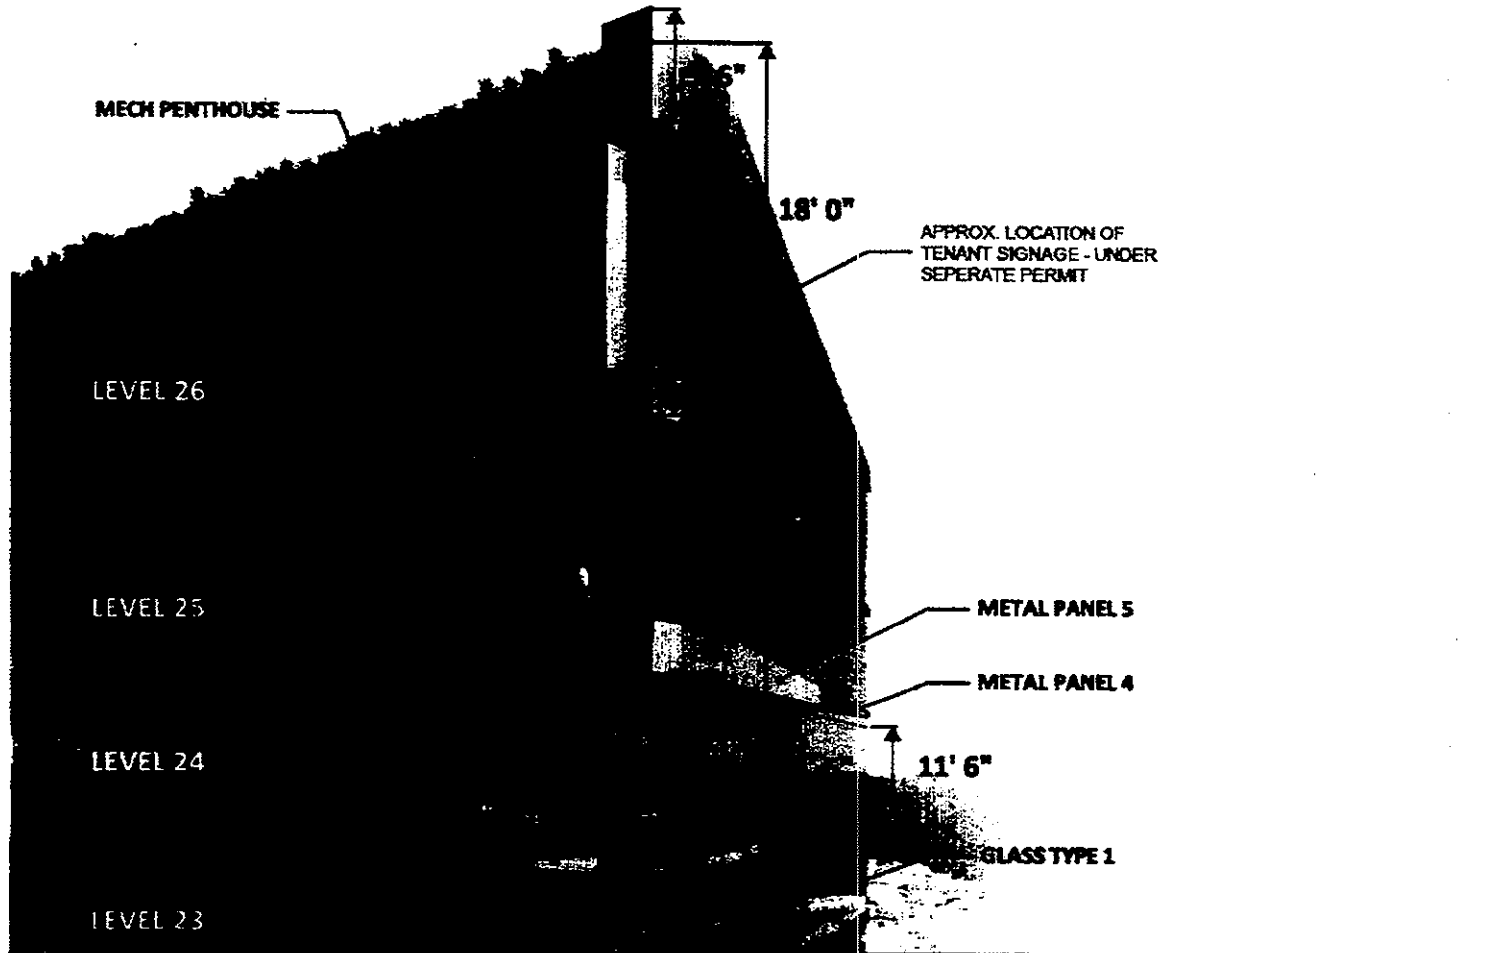 MECH PENTHOUSE
18' 0"
APPROX. LOCATION OF
TENANT SIGNAGE - UNDER
SEPERATE PERMIT
LEVEL 26
LEVEL 25
METAL PANEL 5
METAL PANEL 4
LEVEL 24
11' 6"
GLASS TYPE 1
LEVEL 23